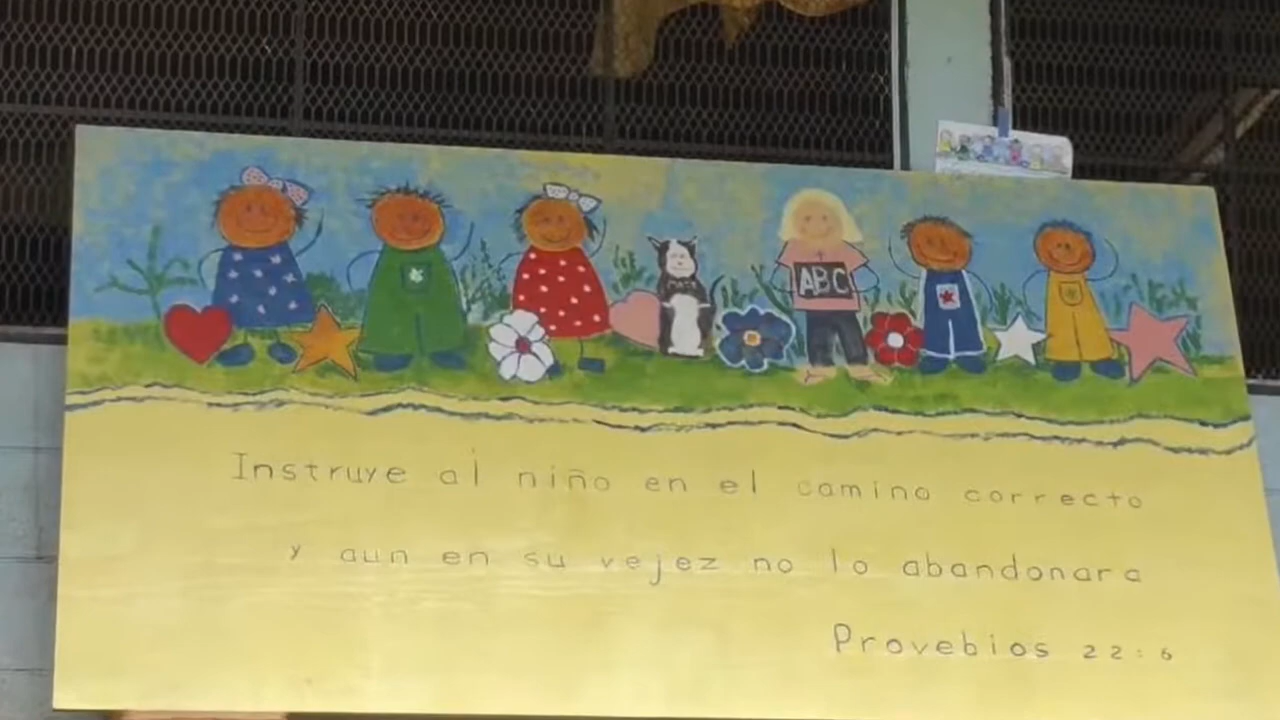 ABC
Instruye al niño en el camino correcto
y aun en su vejez no lo abandonara
Provebios 22:6